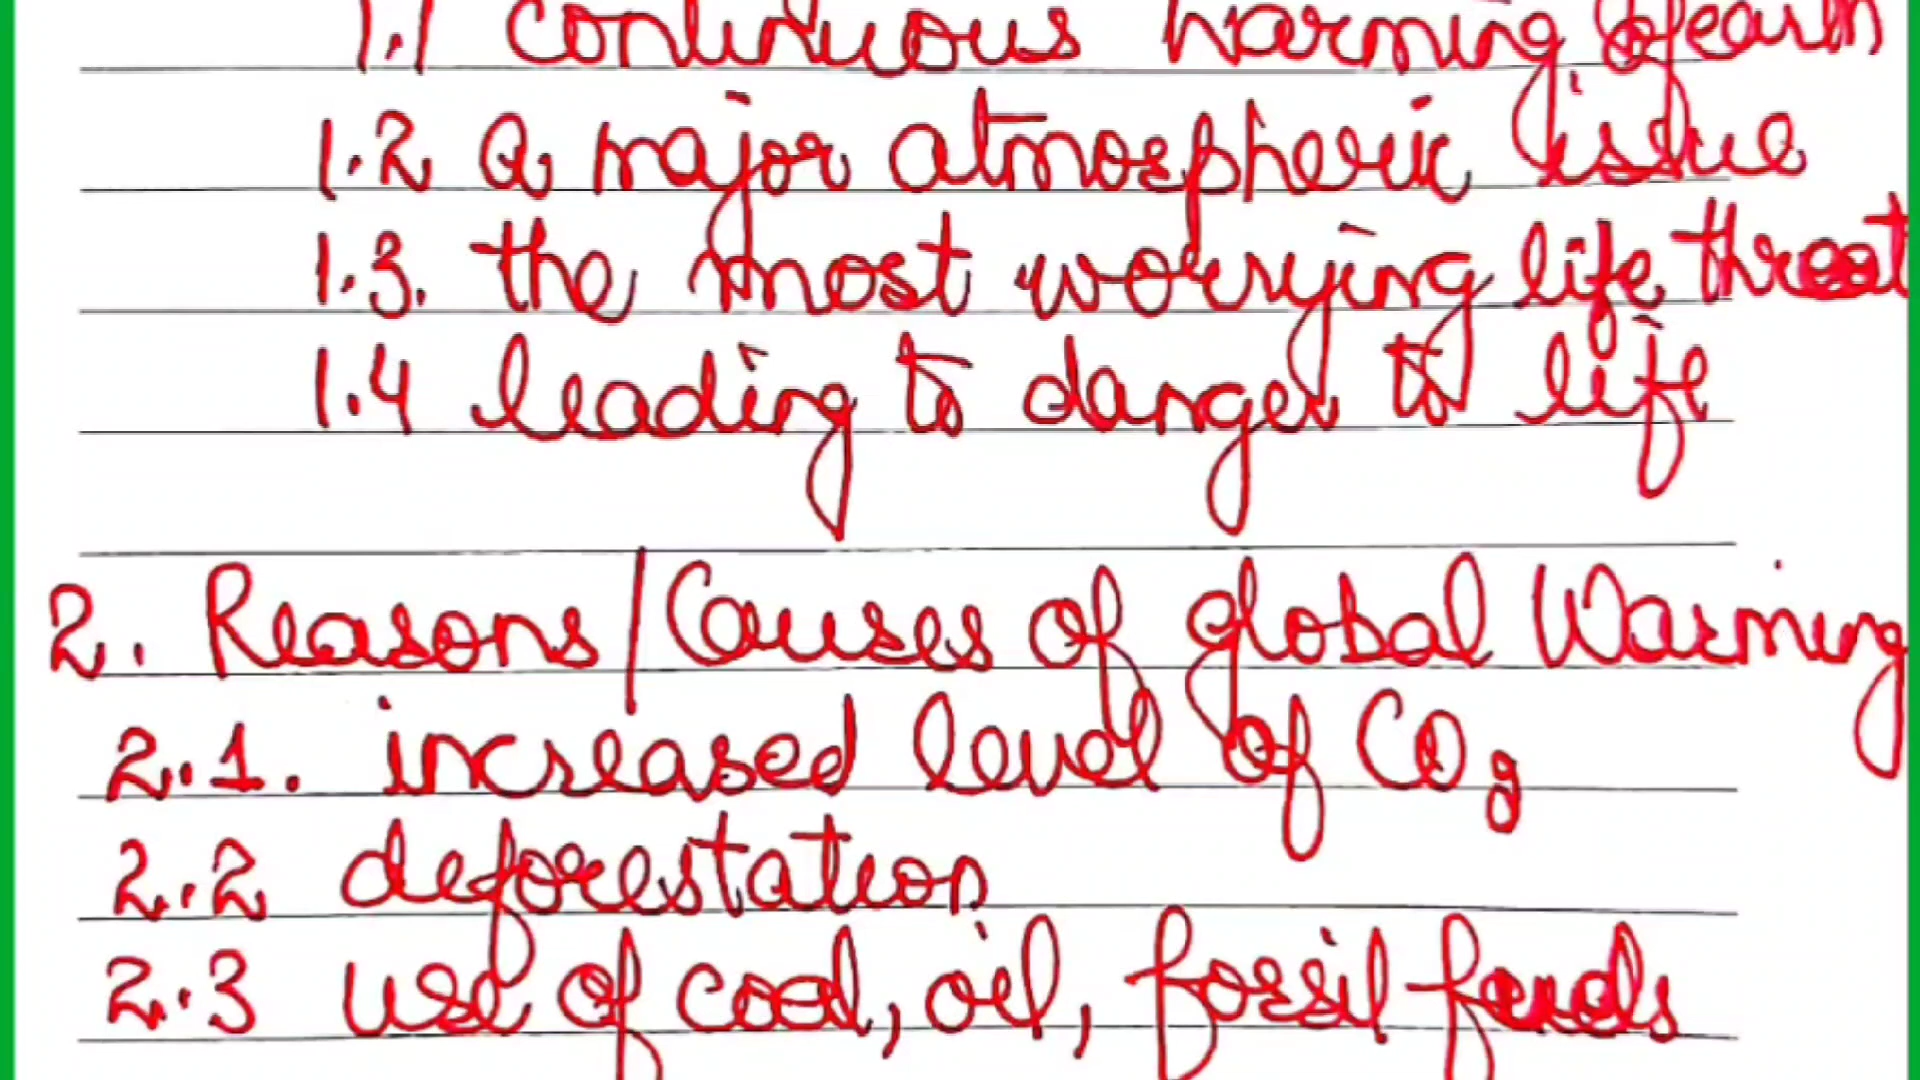 1.1 continuous warming of earth
1.2 a major atmospheric issue
1.3. the most worrying life threat
1.4 leading to danger to life
2. Reasons/Causes of global Warming
2.1. increased level of CO2
2.2 deforestation
2.3 use of coal, oil, fossil fuels